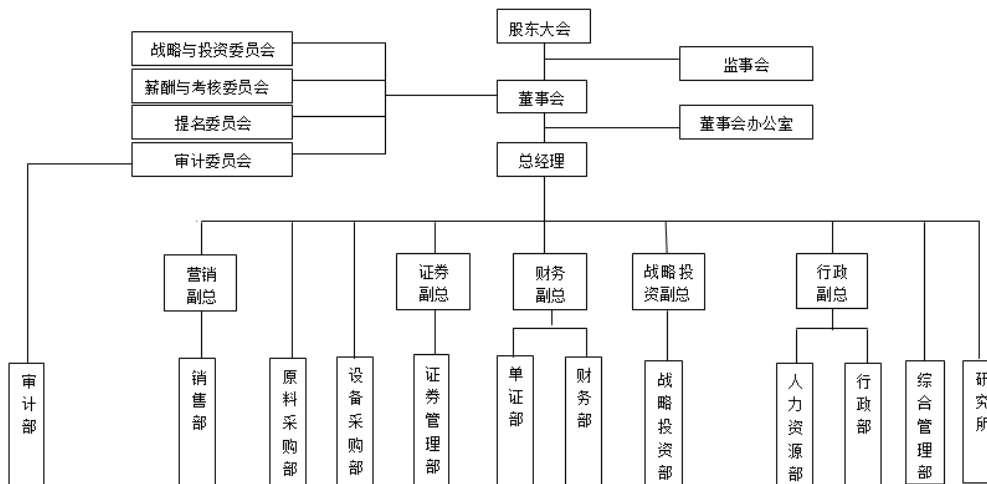 股东大会
战略与投资委员会
监事会
薪酬与考核委员会
董事会
提名委员会
董事会办公室
审计委员会
总经理
营销
副总
证券
副总
财务
副总
战略投
资副总
行政
副总
审计部
销售部
原料采购部
设备采购部
证券管理部
单证部
财务部
战略投资部
人力资源部
行政部
综合管理部
研究所